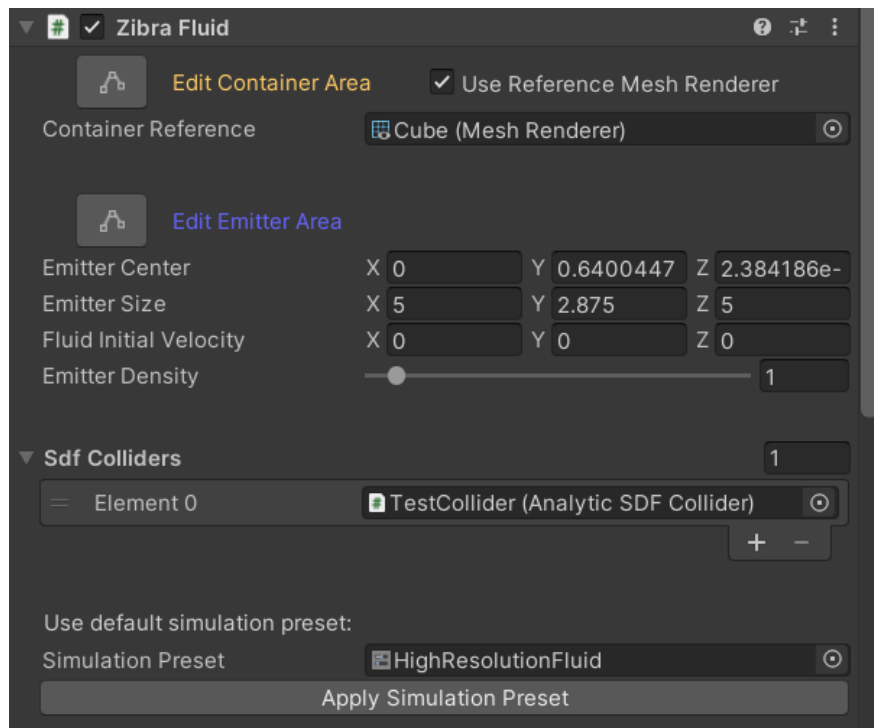 Zibra Fluid
Edit Container Area Use Reference Mesh Renderer
Container Reference Cube (Mesh Renderer)
Edit Emitter Area
Emitter Center X 0 Y 0.6400447 Z 2.384186e-
Emitter Size X 5 Y 2.875 Z 5
Fluid Initial Velocity X 0 Y 0 Z 0
Emitter Density 1
Sdf Colliders 1
Element 0 TestCollider (Analytic SDF Collider)
+ −
Use default simulation preset:
Simulation Preset HighResolutionFluid
Apply Simulation Preset